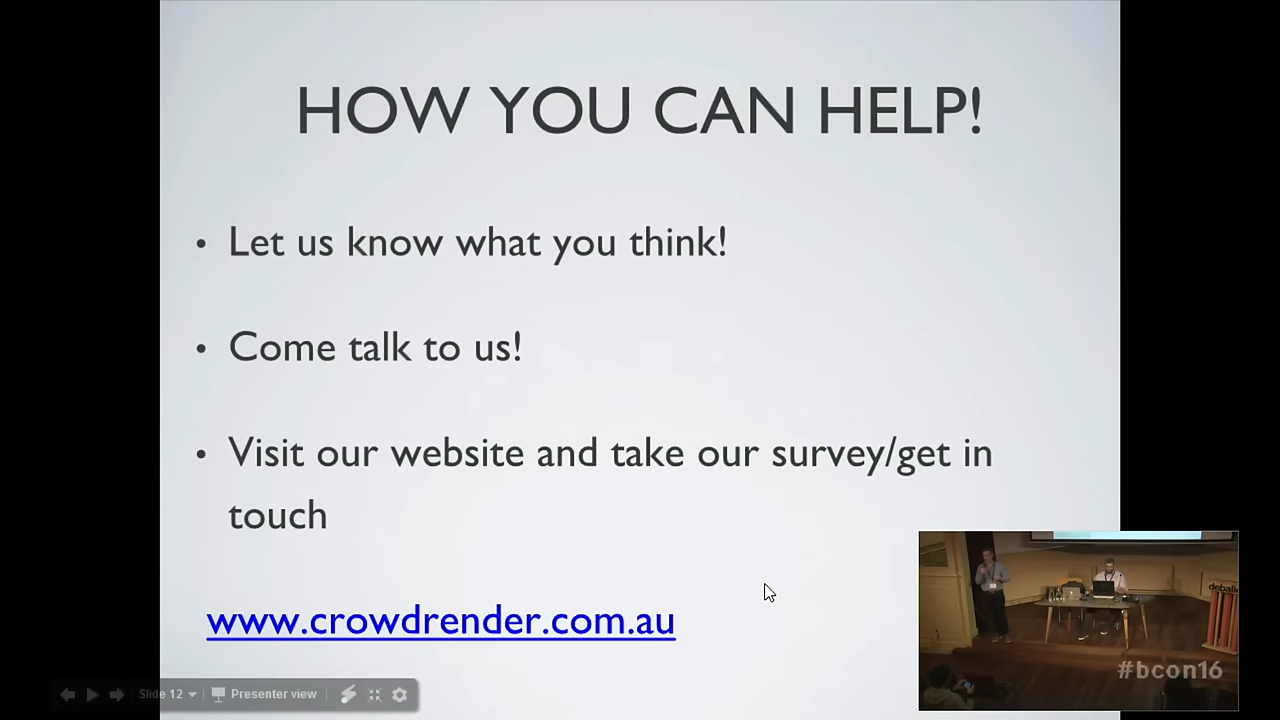 HOW YOU CAN HELP!
• Let us know what you think!
• Come talk to us!
• Visit our website and take our survey/get in
touch
www.crowdrender.com.au
#bcon16
Slide 12
Presenter view